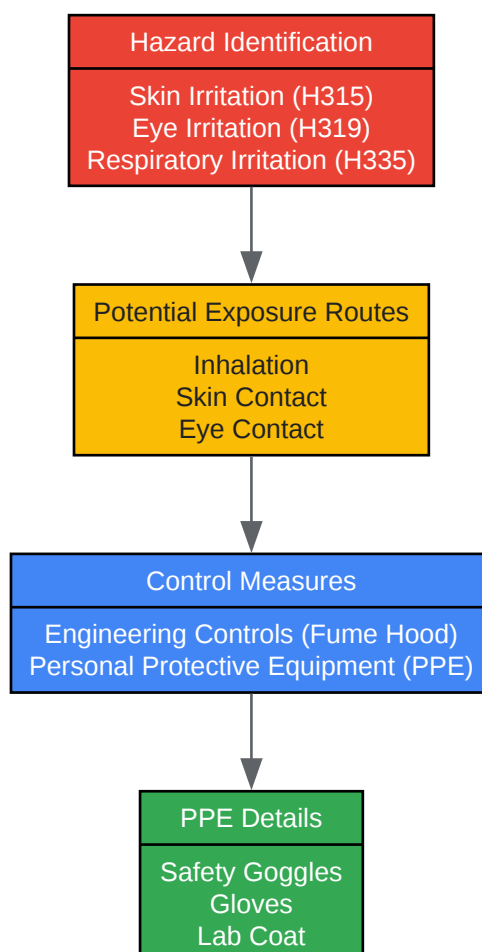 Hazard Identification
Skin Irritation (H315)
Eye Irritation (H319)
Respiratory Irritation (H335)
Potential Exposure Routes
Inhalation
Skin Contact
Eye Contact
Control Measures
Engineering Controls (Fume Hood)
Personal Protective Equipment (PPE)
PPE Details
Safety Goggles
Gloves
Lab Coat